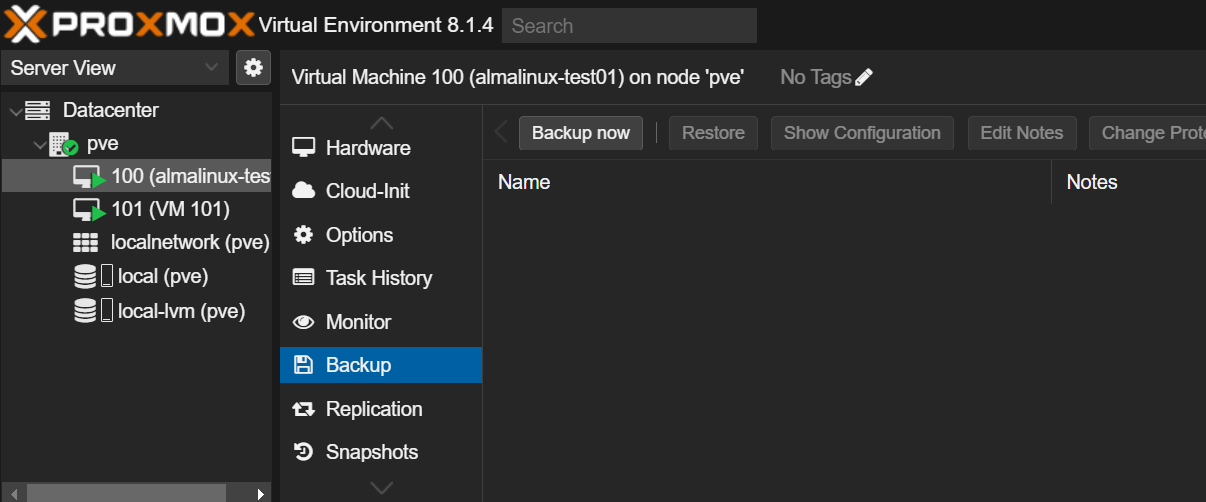 PROXMOX Virtual Environment 8.1.4 Search
Server View
Virtual Machine 100 (almalinux-test01) on node 'pve' No Tags
Datacenter
pve
100 (almalinux-tes
101 (VM 101)
localnetwork (pve)
local (pve)
local-lvm (pve)
Hardware
Cloud-Init
Options
Task History
Monitor
Backup
Replication
Snapshots
Backup now Restore Show Configuration Edit Notes Change Prote
Name Notes